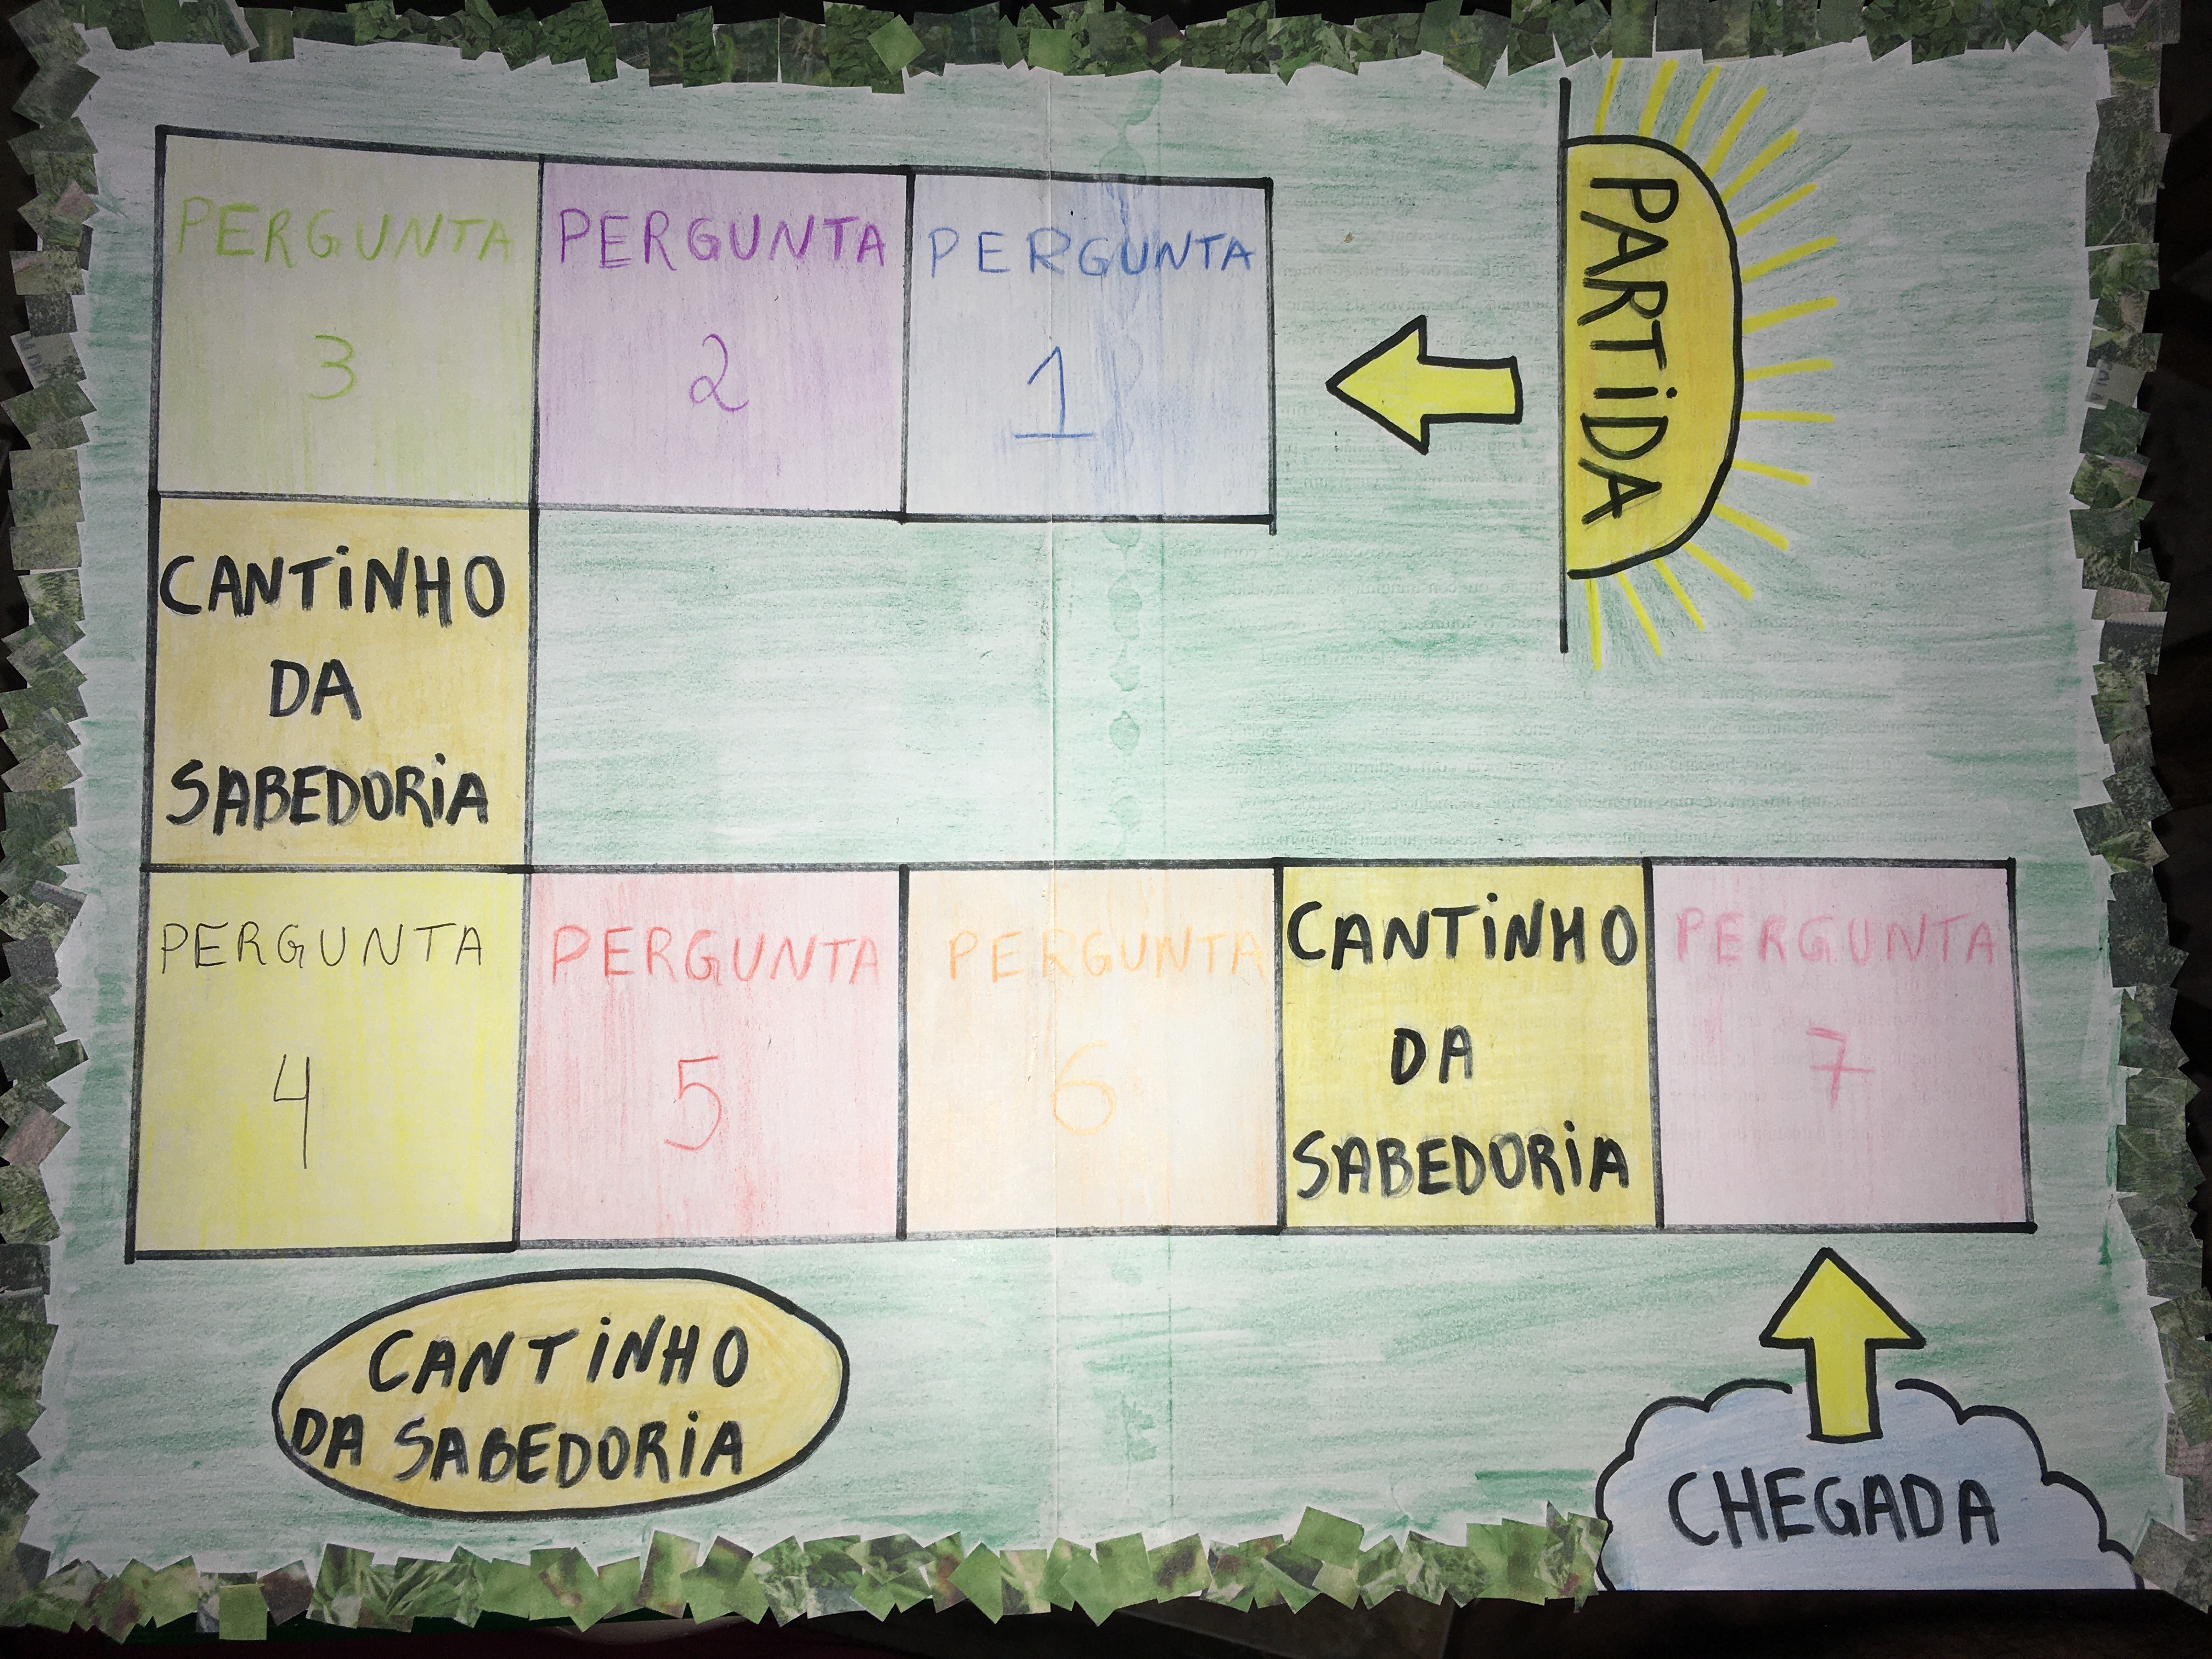 PARTIDA
PERGUNTA
1
PERGUNTA
2
PERGUNTA
3
CANTINHO
DA
SABEDORIA
PERGUNTA
4
PERGUNTA
5
PERGUNTA
6
CANTINHO
DA
SABEDORIA
PERGUNTA
7
CANTINHO
DA SABEDORIA
CHEGADA